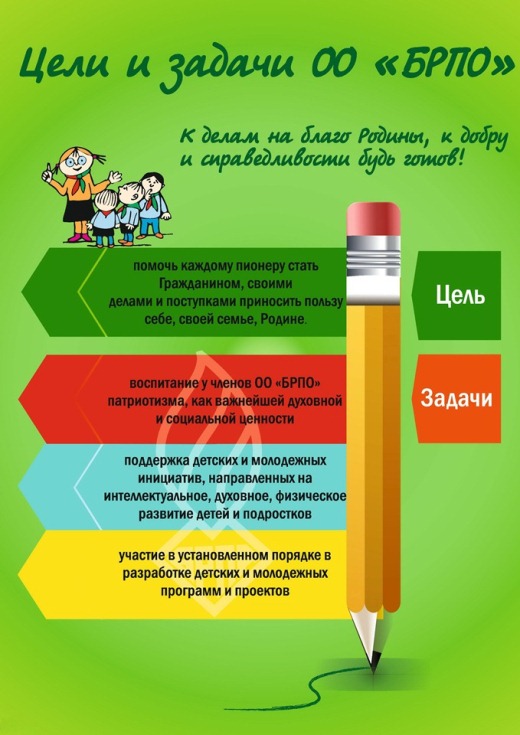 Цели и задачи ОО «БРПО»
К делам на благо Родины, к добру
и справедливости будь готов!
помочь каждому пионеру стать
Гражданином, своими
делами и поступками приносить пользу
себе, своей семье, Родине.
Цель
воспитание у членов ОО «БРПО»
патриотизма, как важнейшей духовной
и социальной ценности
Задачи
поддержка детских и молодежных
инициатив, направленных на
интеллектуальное, духовное, физическое
развитие детей и подростков
участие в установленном порядке в
разработке детских и молодежных
программ и проектов